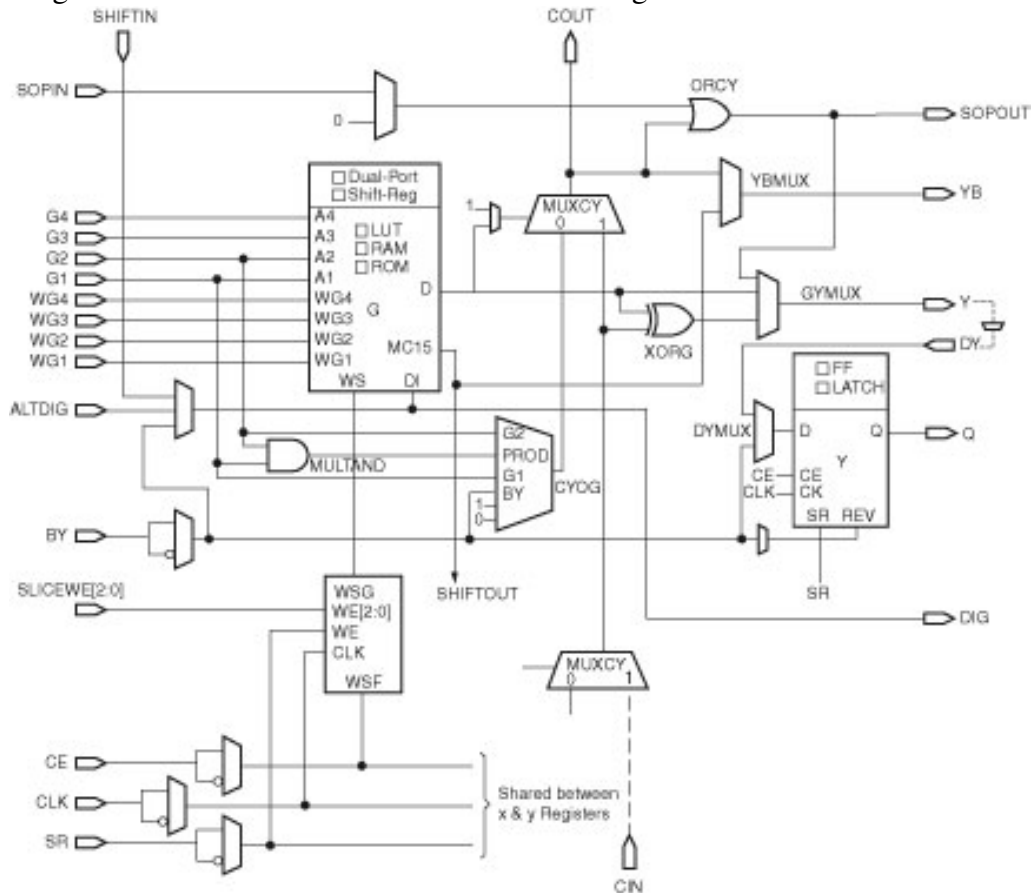 SHIFTIN
COUT
SOPIN
ORCY
0
SOPOUT
Dual-Port
Shift-Reg
YBMUX
YB
G4
G3
G2
G1
WG4
WG3
WG2
WG1
A4
A3
A2
A1
WG4
WG3
WG2
WG1
LUT
RAM
ROM
G
D
MC15
WS
DI
1
MUXCY
0
1
GYMUX
Y
XORG
DY
FF
LATCH
DYMUX
D
Q
Q
Y
CE
CE
CLK
CK
SR
REV
SR
ALTDIG
MULTAND
G2
PROD
G1
BY
1
0
CYOG
BY
SHIFTOUT
SLICEWE[2:0]
WSG
WE[2:0]
WE
CLK
WSF
DIG
MUXCY
0
1
CE
CLK
SR
Shared between
x & y Registers
CIN